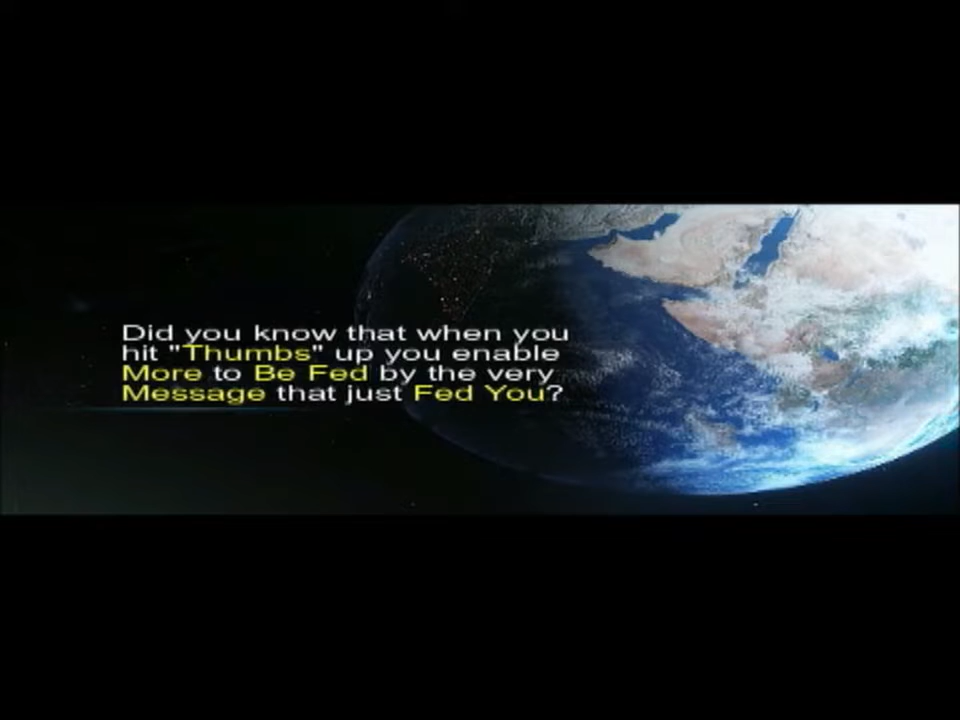 Did you know that when you
hit "Thumbs" up you enable
More to Be Fed by the very
Message that just Fed You?